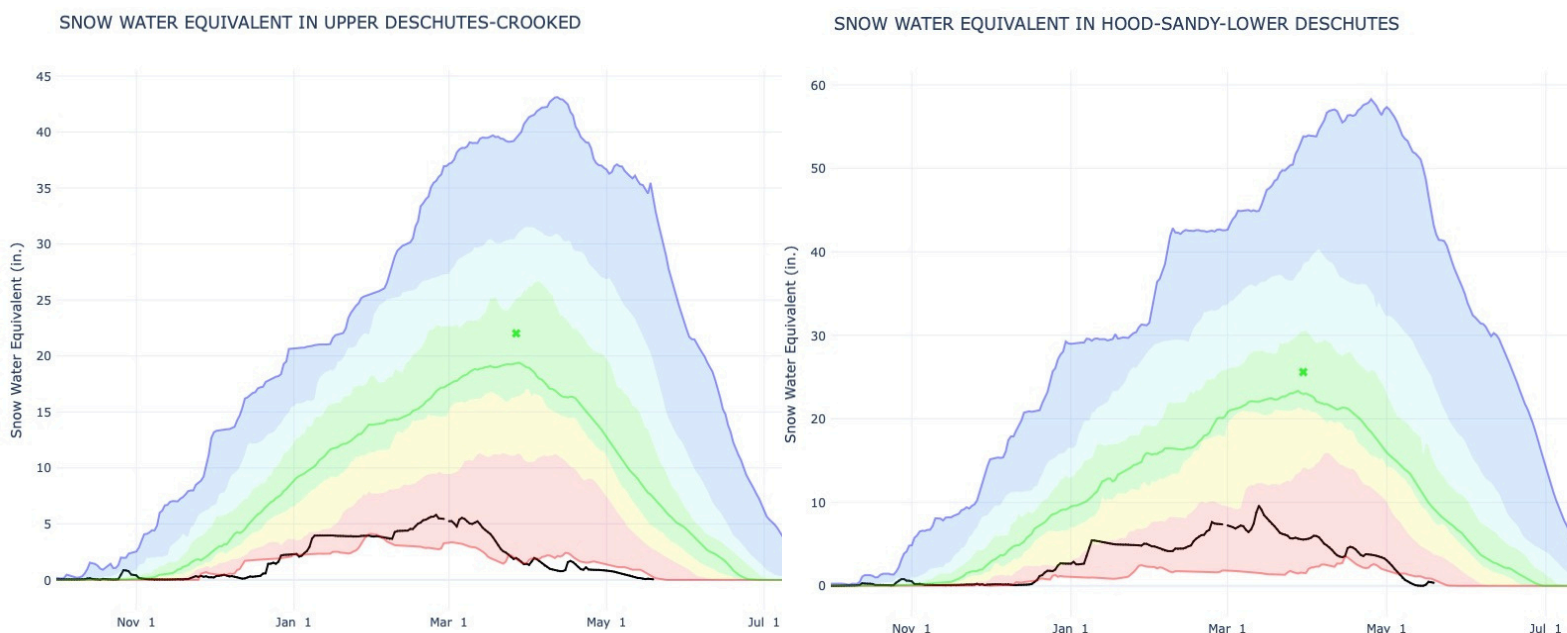 SNOW WATER EQUIVALENT IN UPPER DESCHUTES-CROOKED
45
40
35
30
25
20
15
10
5
0
Snow Water Equivalent (in.)
Nov 1
Jan 1
Mar 1
May 1
Jul 1
SNOW WATER EQUIVALENT IN HOOD-SANDY-LOWER DESCHUTES
60
50
40
30
20
10
0
Snow Water Equivalent (in.)
Nov 1
Jan 1
Mar 1
May 1
Jul 1